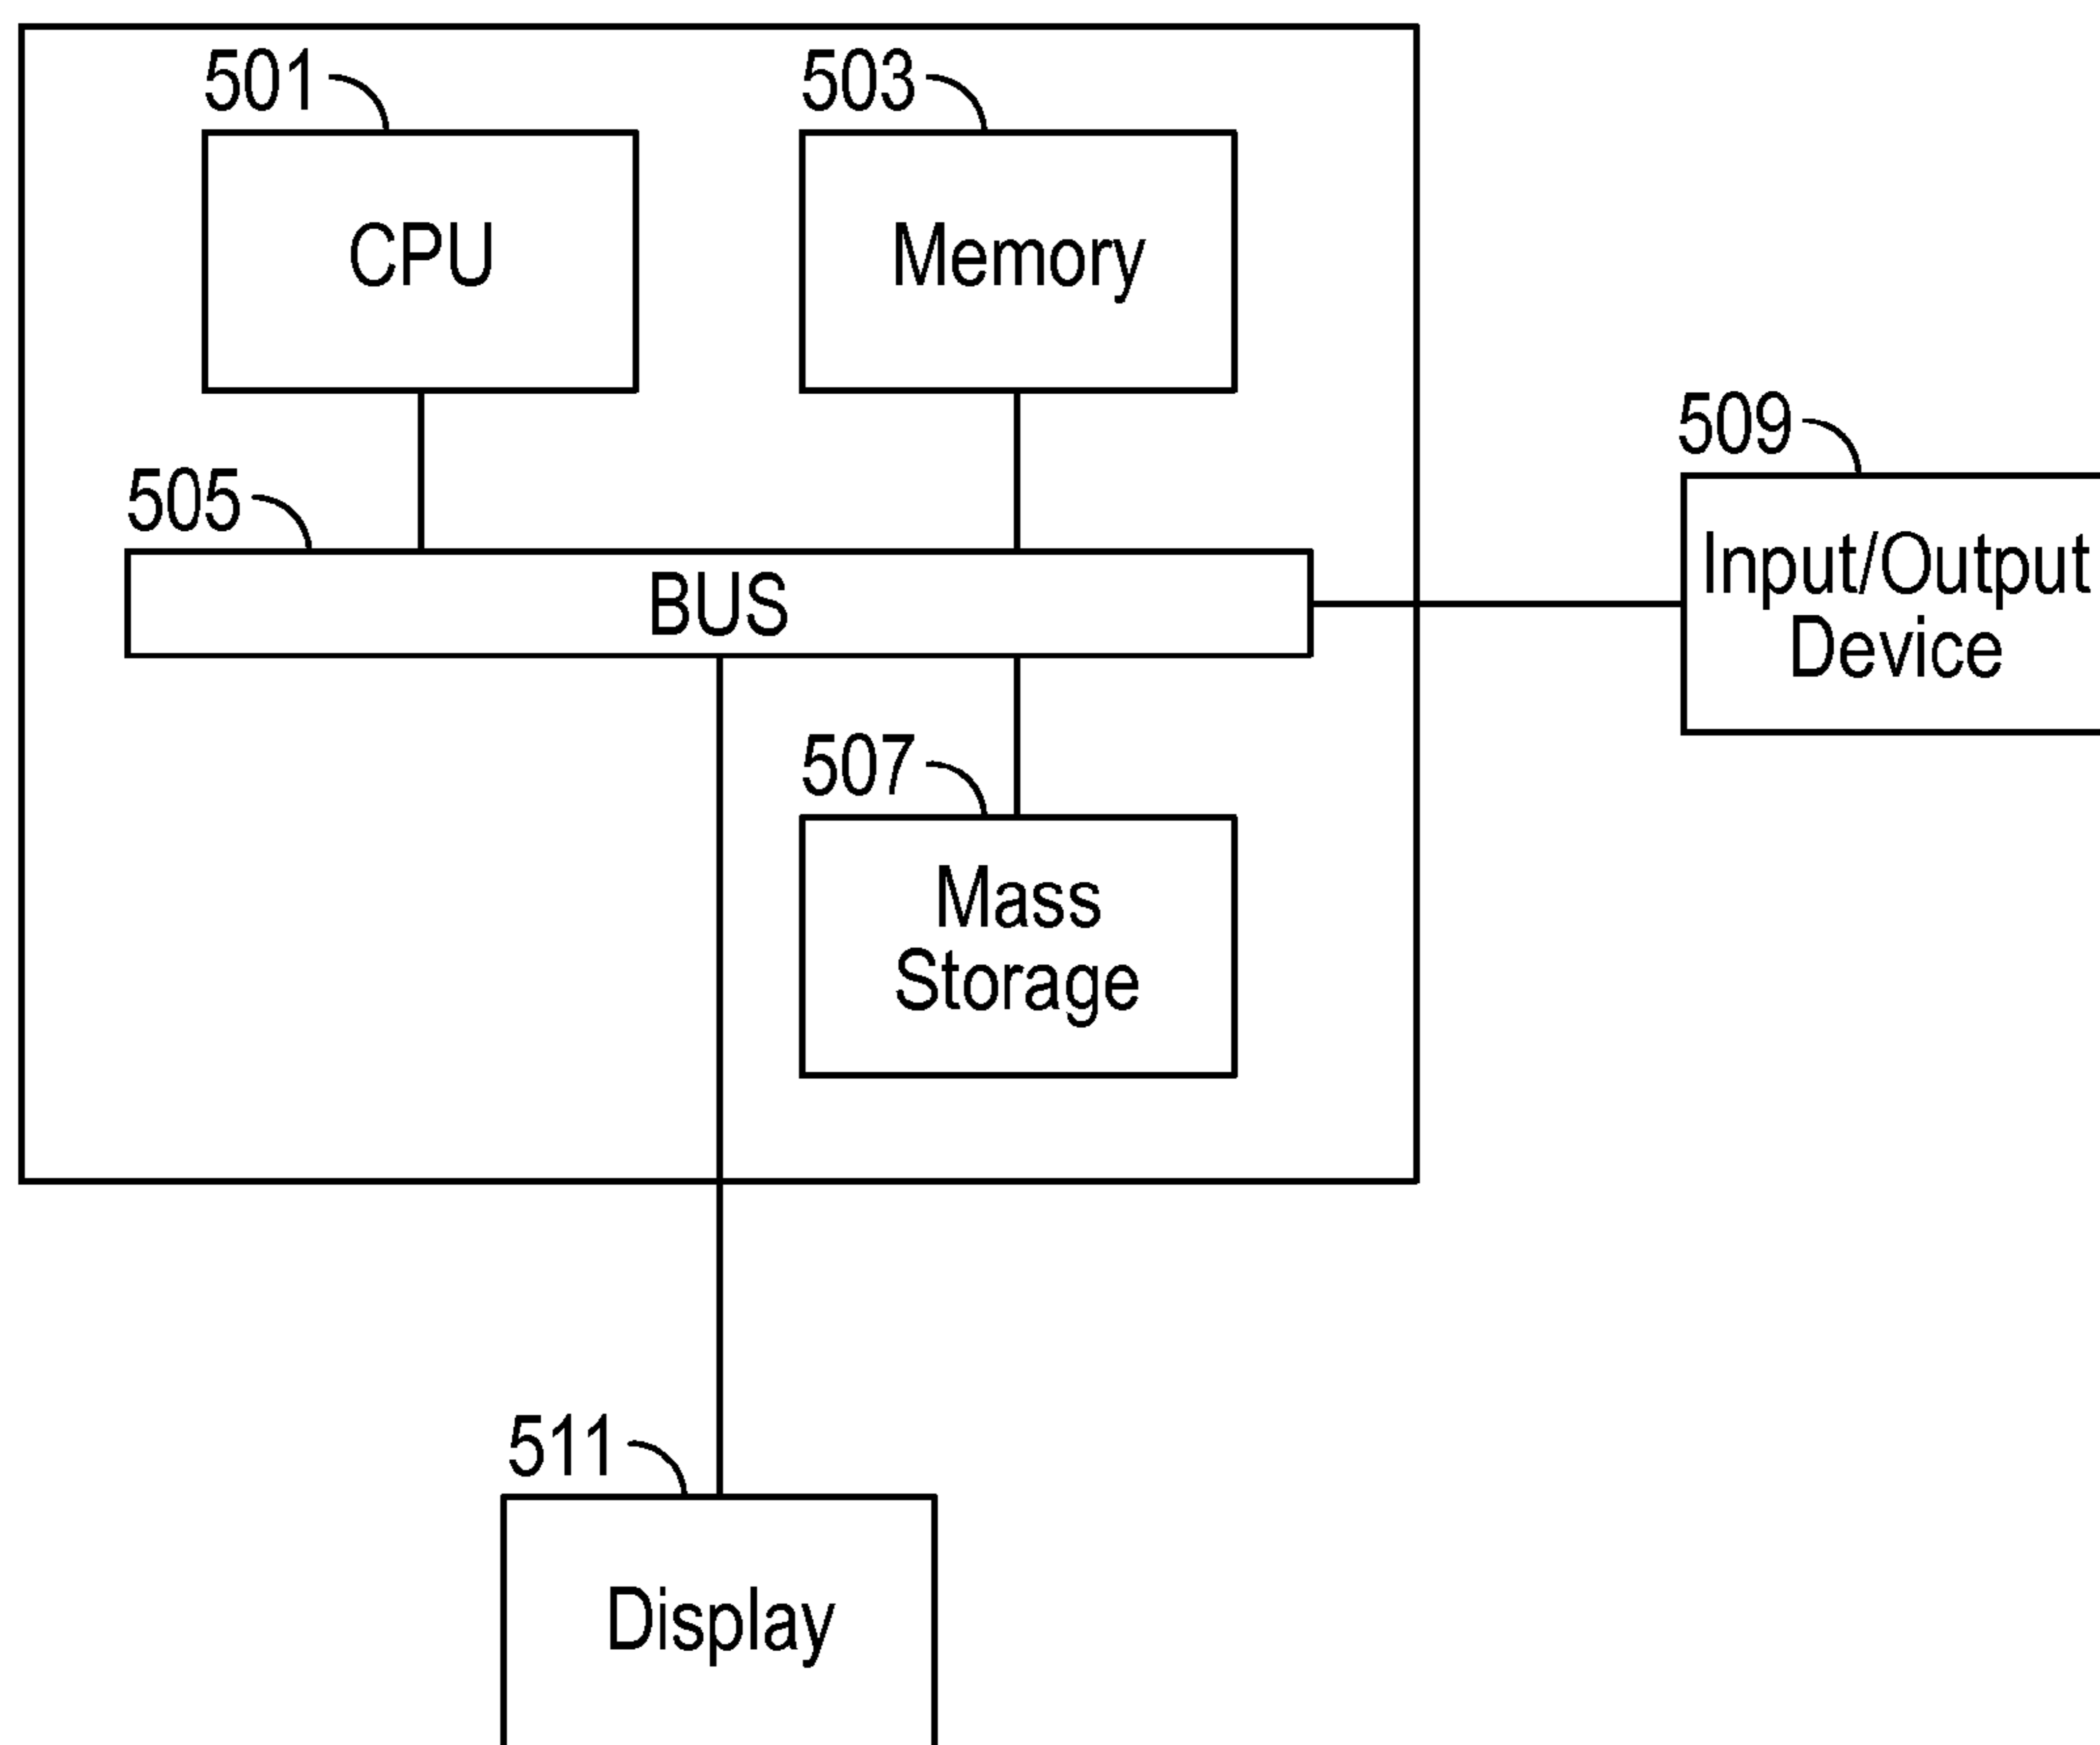 501
503
CPU
Memory
509
505
Input/Output
Device
BUS
507
Mass
Storage
511
Display